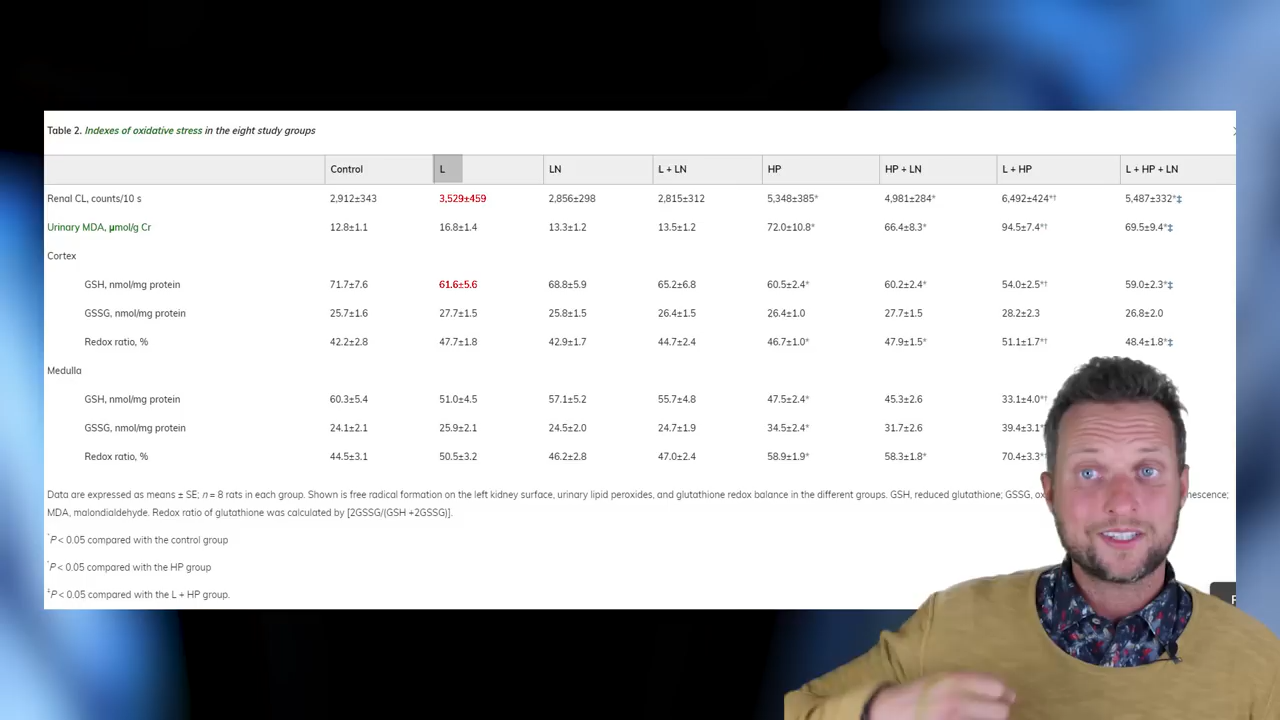 Table 2. Indexes of oxidative stress in the eight study groups
Control L LN L + LN HP HP + LN L + HP L + HP + LN
Renal CL, counts/10 s 2,912±343 3,529±459 2,856±298 2,815±312 5,348±385* 4,981±284* 6,492±424*† 5,487±332*‡
Urinary MDA, μmol/g Cr 12.8±1.1 16.8±1.4 13.3±1.2 13.5±1.2 72.0±10.8* 66.4±8.3* 94.5±7.4*† 69.5±9.4*‡
Cortex
GSH, nmol/mg protein 71.7±7.6 61.6±5.6 68.8±5.9 65.2±6.8 60.5±2.4* 60.2±2.4* 54.0±2.5*† 59.0±2.3*‡
GSSG, nmol/mg protein 25.7±1.6 27.7±1.5 25.8±1.5 26.4±1.5 26.4±1.0 27.7±1.5 28.2±2.3 26.8±2.0
Redox ratio, % 42.2±2.8 47.7±1.8 42.9±1.7 44.7±2.4 46.7±1.0* 47.9±1.5* 51.1±1.7*† 48.4±1.8*‡
Medulla
GSH, nmol/mg protein 60.3±5.4 51.0±4.5 57.1±5.2 55.7±4.8 47.5±2.4* 45.3±2.6 33.1±4.0*†
GSSG, nmol/mg protein 24.1±2.1 25.9±2.1 24.5±2.0 24.7±1.9 34.5±2.4* 31.7±2.6 39.4±3.1*
Redox ratio, % 44.5±3.1 50.5±3.2 46.2±2.8 47.0±2.4 58.9±1.9* 58.3±1.8* 70.4±3.3*
Data are expressed as means ± SE; n = 8 rats in each group. Shown is free radical formation on the left kidney surface, urinary lipid peroxides, and glutathione redox balance in the different groups. GSH, reduced glutathione; GSSG,
MDA, malondialdehyde. Redox ratio of glutathione was calculated by [2GSSG/(GSH +2GSSG)].
*P < 0.05 compared with the control group
P < 0.05 compared with the HP group
‡P < 0.05 compared with the L + HP group.